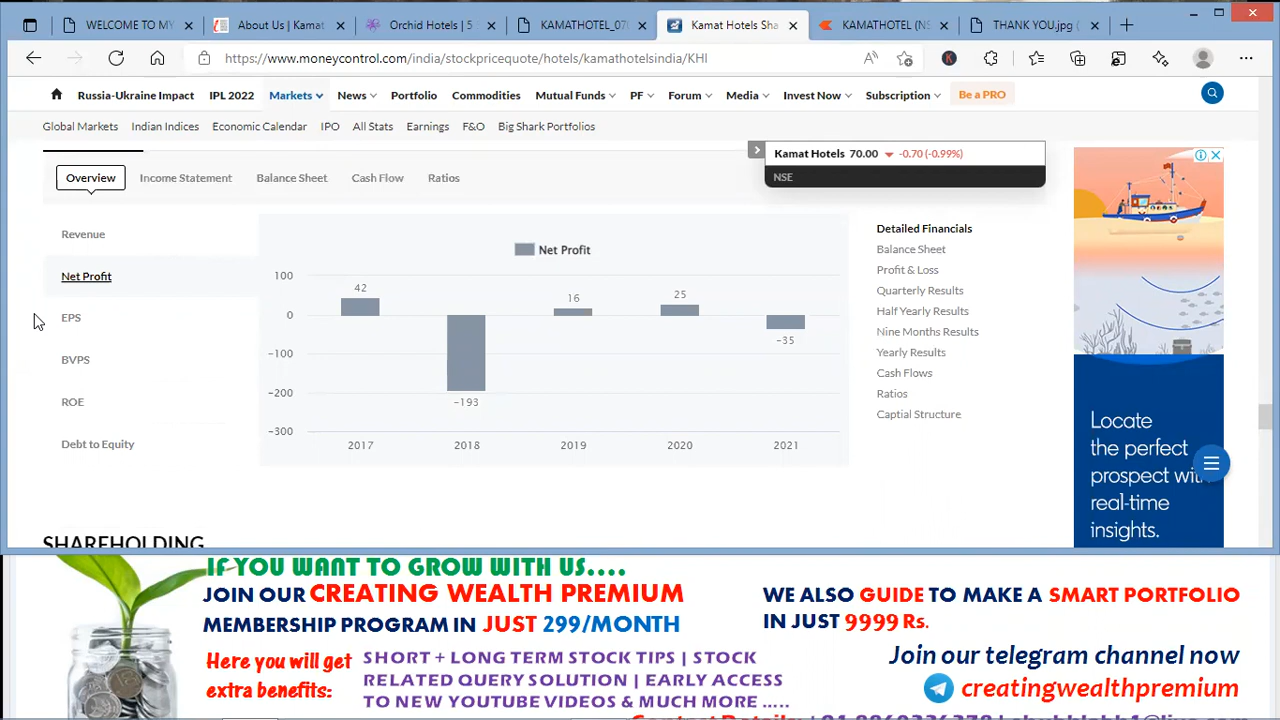 WELCOME TO MY
About Us | Kamat
Orchid Hotels | 5
KAMATHOTEL_07
Kamat Hotels Sha
KAMATHOTEL (NS
THANK YOU.jpg (
https://www.moneycontrol.com/india/stockpricequote/hotels/kamathotelsindia/KHI
Russia-Ukraine Impact IPL 2022 Markets News Portfolio Commodities Mutual Funds PF Forum Media Invest Now Subscription Be a PRO
Global Markets Indian Indices Economic Calendar IPO All Stats Earnings F&O Big Shark Portfolios
Kamat Hotels 70.00 -0.70 (-0.99%)
NSE
Overview Income Statement Balance Sheet Cash Flow Ratios
Revenue
Net Profit
EPS
BVPS
ROE
Debt to Equity
Net Profit
100
0
-100
-200
-300
42
-193
16
25
-35
2017 2018 2019 2020 2021
Detailed Financials
Balance Sheet
Profit & Loss
Quarterly Results
Half Yearly Results
Nine Months Results
Yearly Results
Cash Flows
Ratios
Captial Structure
Locate
the perfect
prospect with
real-time
insights.
SHAREHOLDING
IF YOU WANT TO GROW WITH US....
JOIN OUR CREATING WEALTH PREMIUM
MEMBERSHIP PROGRAM IN JUST 299/MONTH
Here you will get
extra benefits:
SHORT + LONG TERM STOCK TIPS | STOCK
RELATED QUERY SOLUTION | EARLY ACCESS
TO NEW YOUTUBE VIDEOS & MUCH MORE .....
WE ALSO GUIDE TO MAKE A SMART PORTFOLIO
IN JUST 9999 Rs.
Join our telegram channel now
creatingwealthpremium